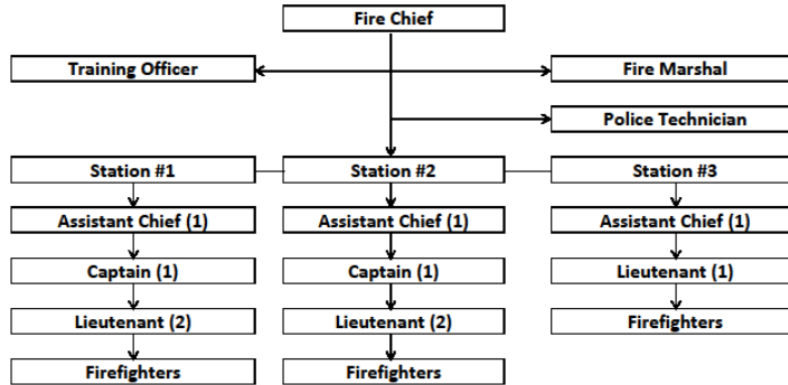 Fire Chief
Training Officer
Fire Marshal
Police Technician
Station #1
Station #2
Station #3
Assistant Chief (1)
Assistant Chief (1)
Assistant Chief (1)
Captain (1)
Captain (1)
Lieutenant (1)
Lieutenant (2)
Lieutenant (2)
Firefighters
Firefighters
Firefighters